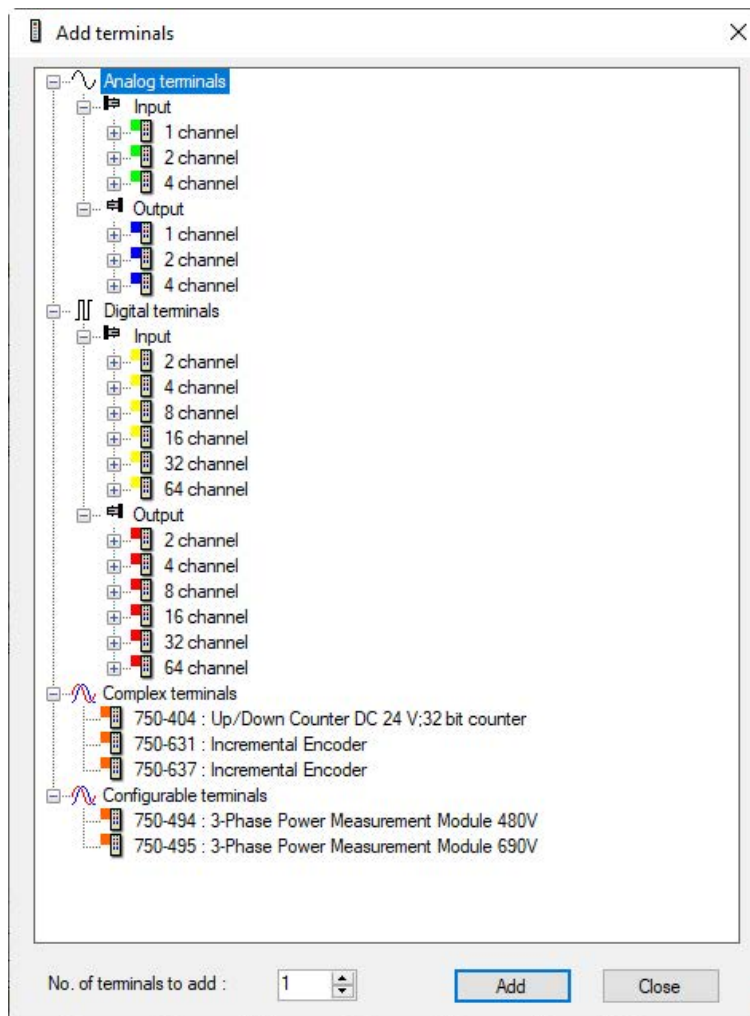 Add terminals
Analog terminals
Input
1 channel
2 channel
4 channel
Output
1 channel
2 channel
4 channel
Digital terminals
Input
2 channel
4 channel
8 channel
16 channel
32 channel
64 channel
Output
2 channel
4 channel
8 channel
16 channel
32 channel
64 channel
Complex terminals
750-404 : Up/Down Counter DC 24 V;32 bit counter
750-631 : Incremental Encoder
750-637 : Incremental Encoder
Configurable terminals
750-494 : 3-Phase Power Measurement Module 480V
750-495 : 3-Phase Power Measurement Module 690V
No. of terminals to add : 1 Add Close